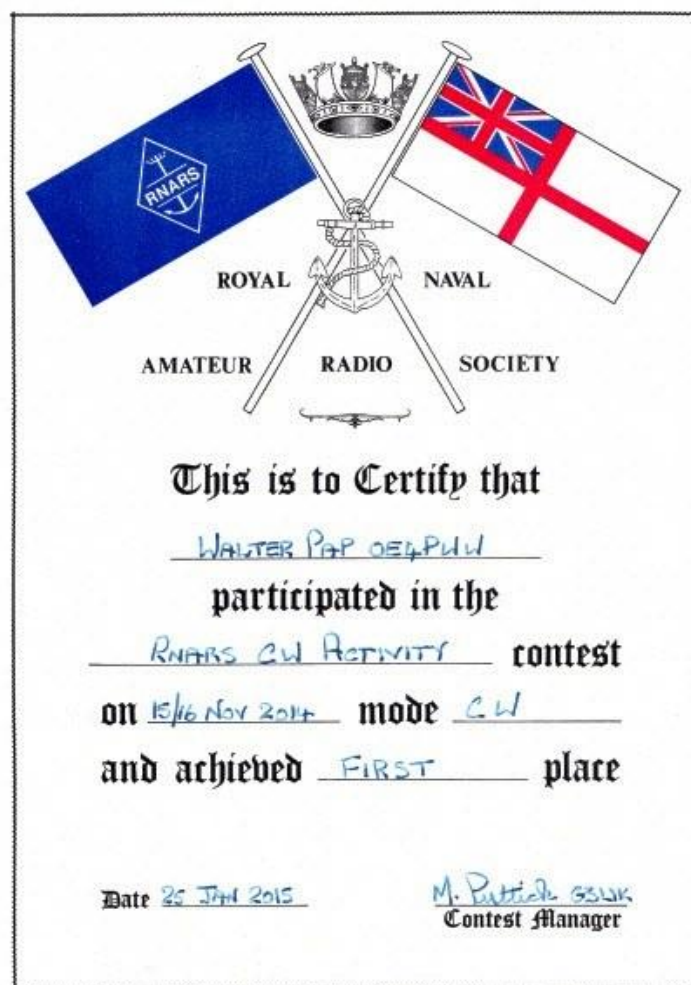 RNARS
ROYAL NAVAL
AMATEUR RADIO SOCIETY
This is to Certify that
WALTER PAP OE4PWW
participated in the
RNARS CW ACTIVITY contest
on 15/16 NOV 2014 mode CW
and achieved FIRST place
Date 25 JAN 2015
M. Puttick G3LIK
Contest Manager